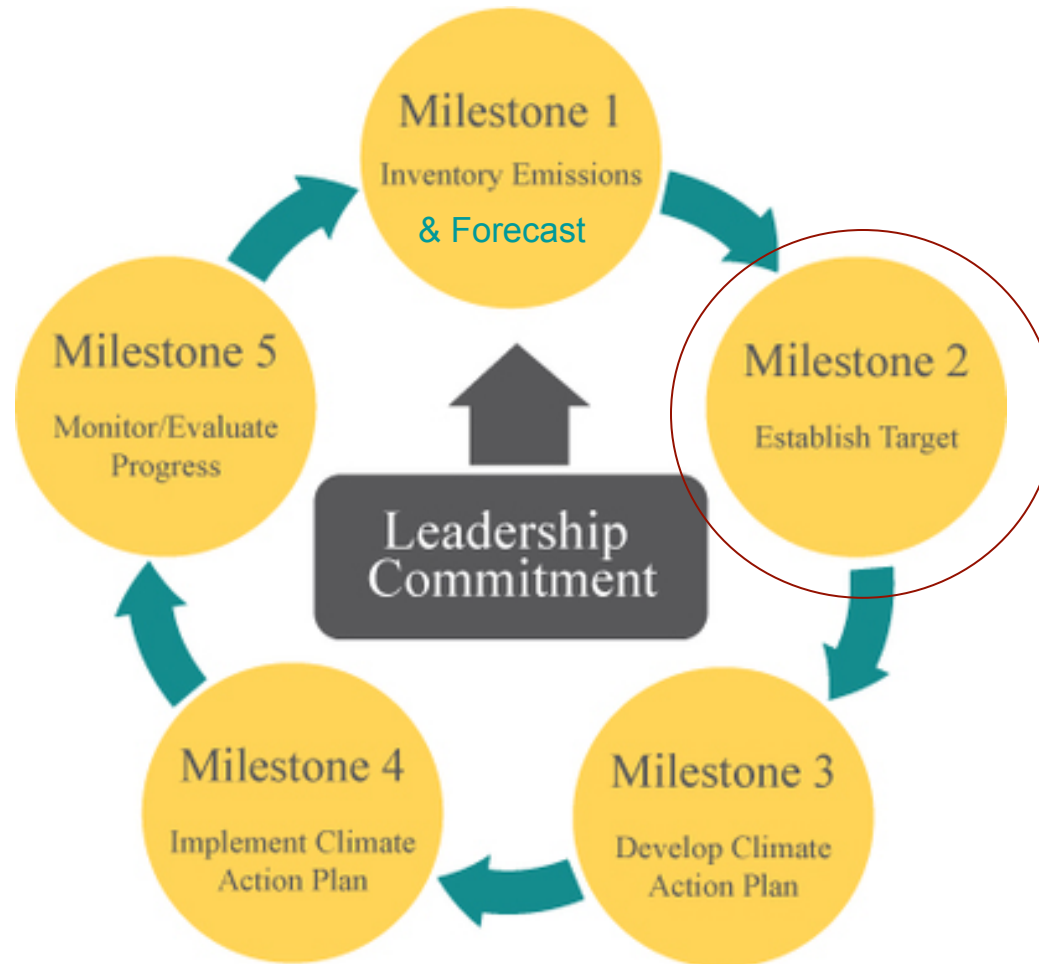 Milestone 1
Inventory Emissions
& Forecast
Milestone 2
Establish Target
Milestone 3
Develop Climate
Action Plan
Milestone 4
Implement Climate
Action Plan
Milestone 5
Monitor/Evaluate
Progress
Leadership
Commitment